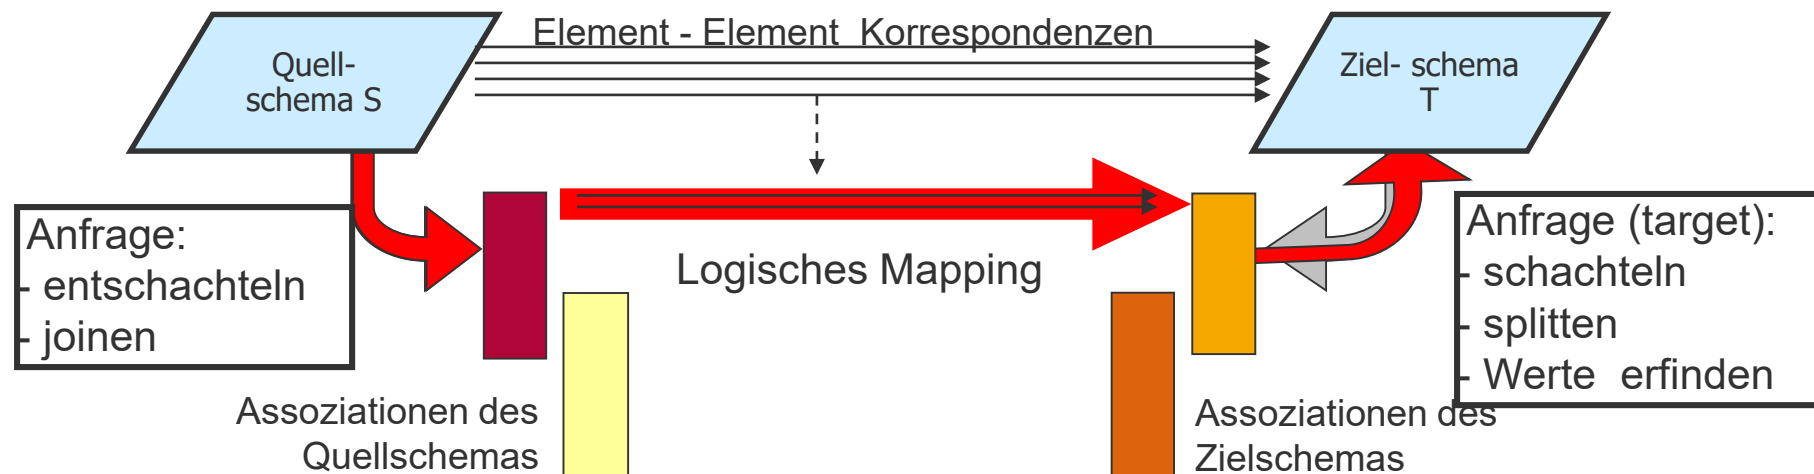 Quell-
schema S
Element - Element Korrespondenzen
Ziel- schema
T
Anfrage:
- entschachteln
- joinen
Logisches Mapping
Anfrage (target):
- schachteln
- splitten
- Werte erfinden
Assoziationen des
Quellschemas
Assoziationen des
Zielschemas